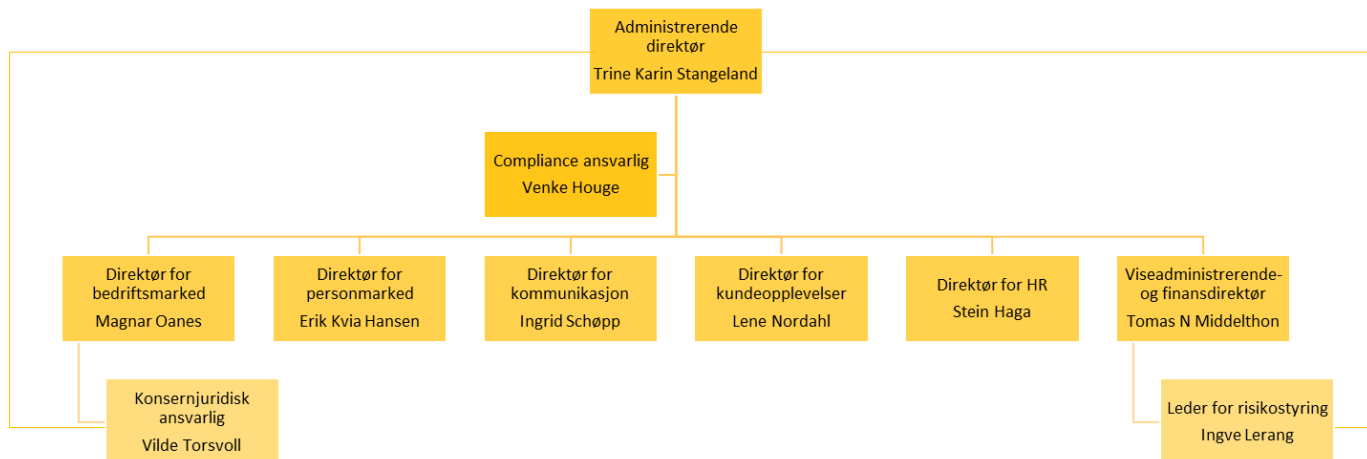 Administrerende
direktør
Trine Karin Stangeland
Compliance ansvarlig
Venke Houge
Direktør for
bedriftsmarked
Magnar Oanes
Direktør for
personmarked
Erik Kvia Hansen
Direktør for
kommunikasjon
Ingrid Schøpp
Direktør for
kundeopplevelser
Lene Nordahl
Direktør for HR
Stein Haga
Viseadministrerende-
og finansdirektør
Tomas N Middelthon
Konsernjuridisk
ansvarlig
Vilde Torsvoll
Leder for risikostyring
Ingve Lerang